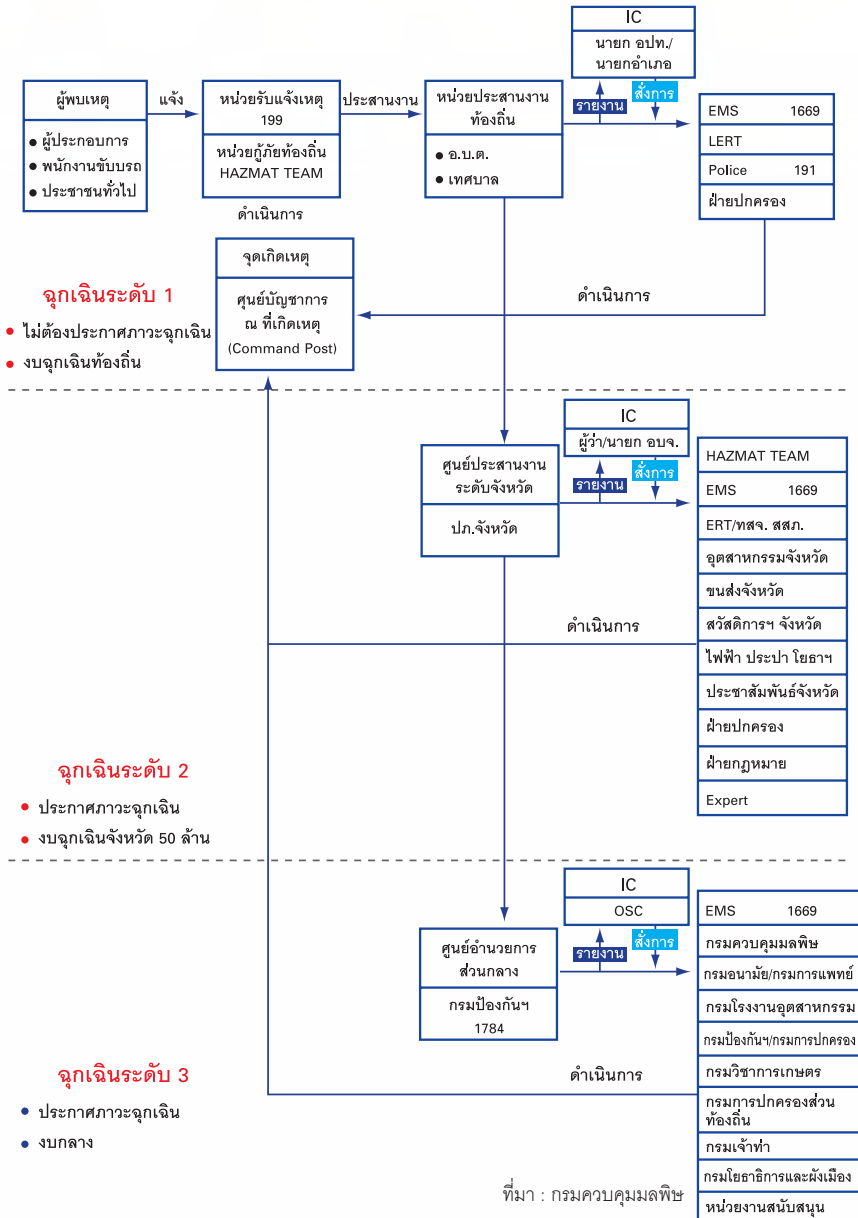 IC
นายก อปท./
นายกอำเภอ
รายงาน
สั่งการ
ผู้พบเหตุ
● ผู้ประกอบการ
● พนักงานขับบรถ
● ประชาชนทั่วไป
แจ้ง
หน่วยรับแจ้งเหตุ
199
หน่วยกู้ภัยท้องถิ่น
HAZMAT TEAM
ดำเนินการ
ประสานงาน
หน่วยประสานงาน
ท้องถิ่น
● อ.บ.ต.
● เทศบาล
EMS 1669
LERT
Police 191
ฝ่ายปกครอง
จุดเกิดเหตุ
ศูนย์บัญชาการ
ณ ที่เกิดเหตุ
(Command Post)
ดำเนินการ
ฉุกเฉินระดับ 1
● ไม่ต้องประกาศภาวะฉุกเฉิน
● งบฉุกเฉินท้องถิ่น
IC
ผู้ว่า/นายก อบจ.
รายงาน
สั่งการ
ศูนย์ประสานงาน
ระดับจังหวัด
ปภ.จังหวัด
HAZMAT TEAM
EMS 1669
ERT/ทสจ. สสภ.
อุตสาหกรรมจังหวัด
ขนส่งจังหวัด
สวัสดิการฯ จังหวัด
ไฟฟ้า ประปา โยธาฯ
ประชาสัมพันธ์จังหวัด
ฝ่ายปกครอง
ฝ่ายกฎหมาย
Expert
ดำเนินการ
ฉุกเฉินระดับ 2
● ประกาศภาวะฉุกเฉิน
● งบฉุกเฉินจังหวัด 50 ล้าน
IC
OSC
รายงาน
สั่งการ
ศูนย์อำนวยการ
ส่วนกลาง
กรมป้องกันฯ
1784
EMS 1669
กรมควบคุมมลพิษ
กรมอนามัย/กรมการแพทย์
กรมโรงงานอุตสาหกรรม
กรมป้องกันฯ/กรมการปกครอง
กรมวิชาการเกษตร
กรมการปกครองส่วน
ท้องถิ่น
กรมเจ้าท่า
กรมโยธาธิการและผังเมือง
หน่วยงานสนับสนุน
ดำเนินการ
ฉุกเฉินระดับ 3
● ประกาศภาวะฉุกเฉิน
● งบกลาง
ที่มา : กรมควบคุมมลพิษ